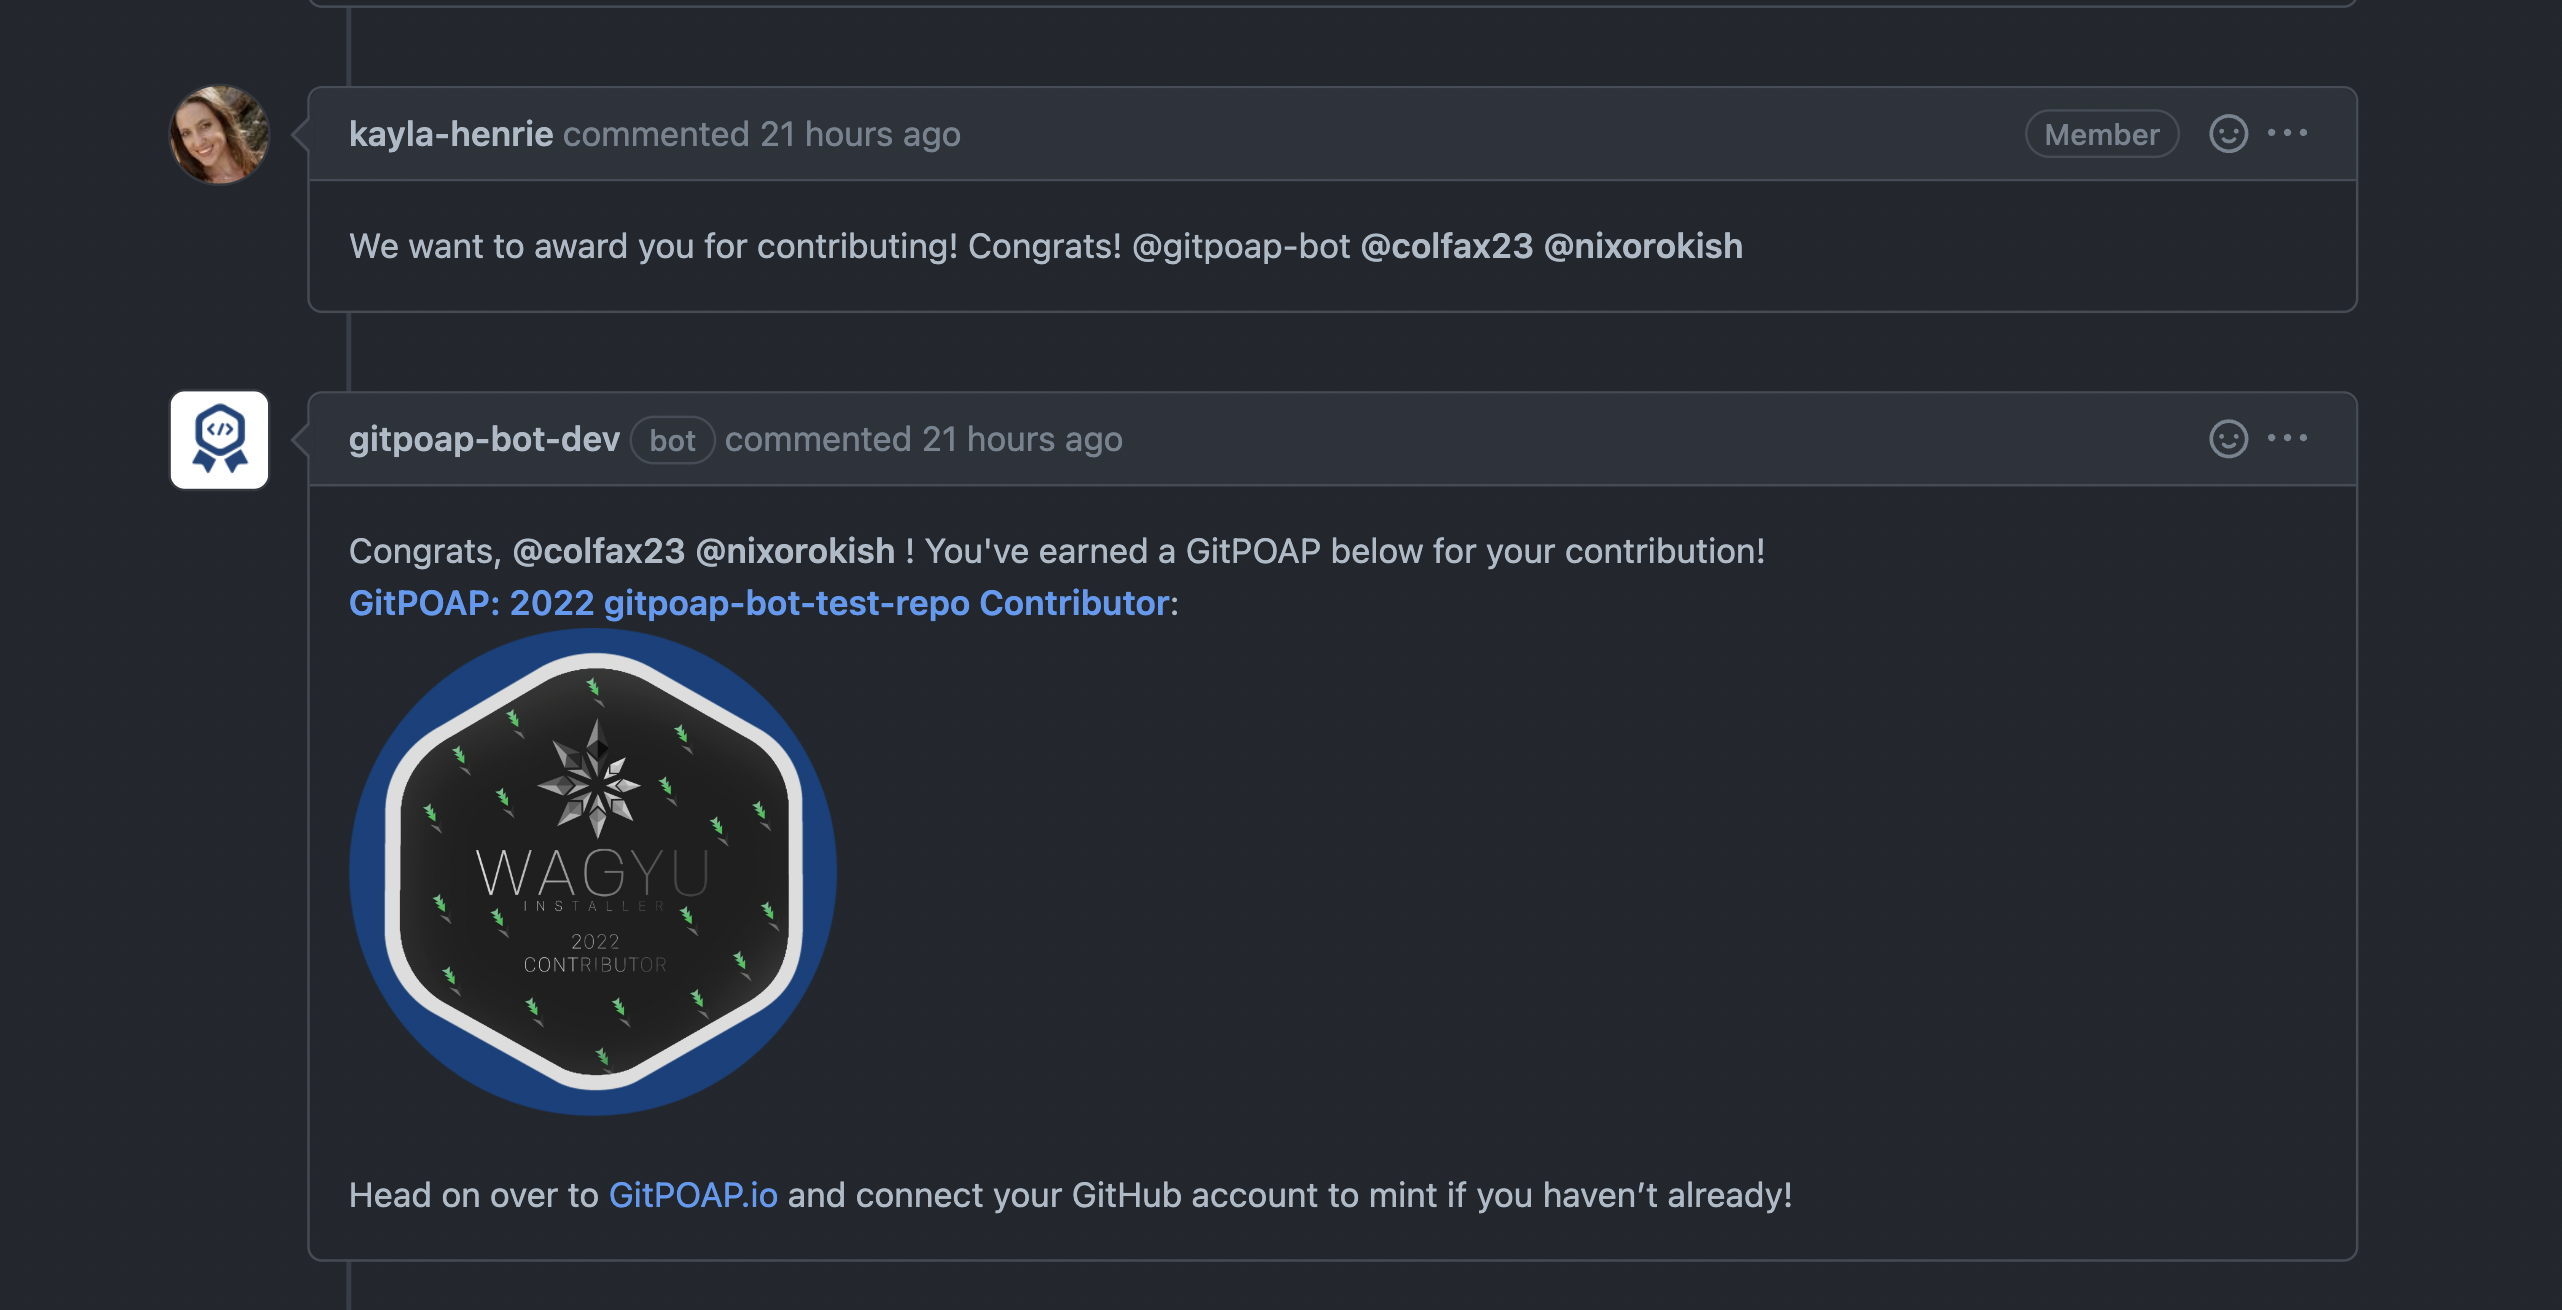 kayla-henrie commented 21 hours ago Member
We want to award you for contributing! Congrats! @gitpoap-bot @colfax23 @nixorokish
</>
gitpoap-bot-dev bot commented 21 hours ago
Congrats, @colfax23 @nixorokish ! You've earned a GitPOAP below for your contribution!
GitPOAP: 2022 gitpoap-bot-test-repo Contributor:
WAGYU
INSTALLER
2022
CONTRIBUTOR
Head on over to GitPOAP.io and connect your GitHub account to mint if you haven’t already!